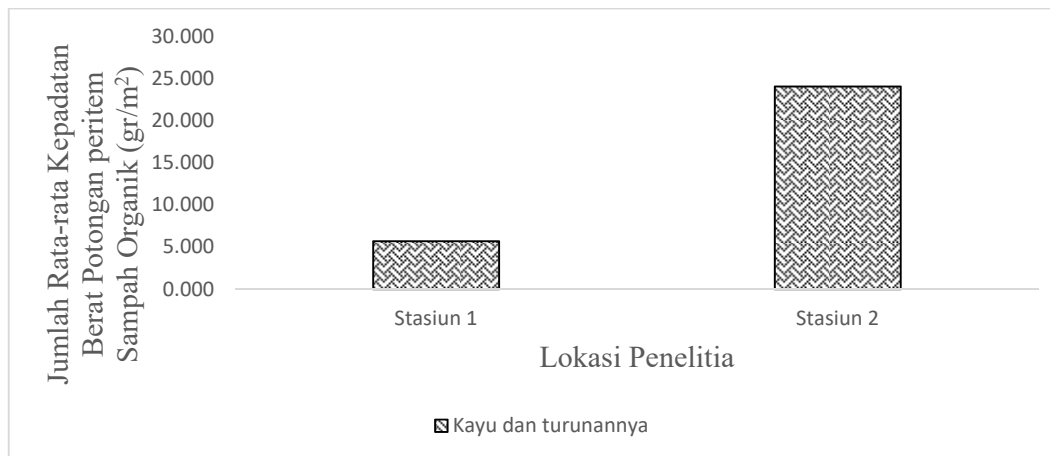 Jumlah Rata-rata Kepadatan
Berat Potongan peritem
Sampah Organik (gr/m²)
30.000
25.000
20.000
15.000
10.000
5.000
0.000
Stasiun 1
Stasiun 2
Lokasi Penelitia
Kayu dan turunannya